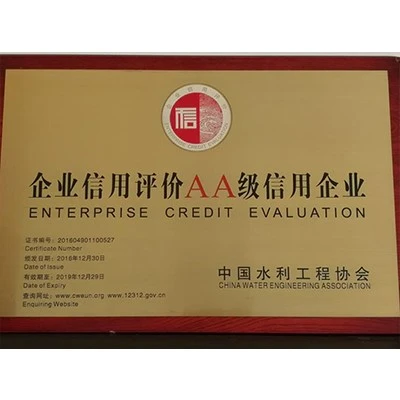 信
企业信用评价AA级信用企业
ENTERPRISE CREDIT EVALUATION
证书编号：201604901100527
Certificate Number
颁发日期：2016年12月30日
Date of Issue
有效期至：2019年12月29日
Date of Expiry
查询网址：www.cweun.org www.12312.gov.cn
Enquiring Website
中国水利工程协会
CHINA WATER ENGINEERING ASSOCIATION